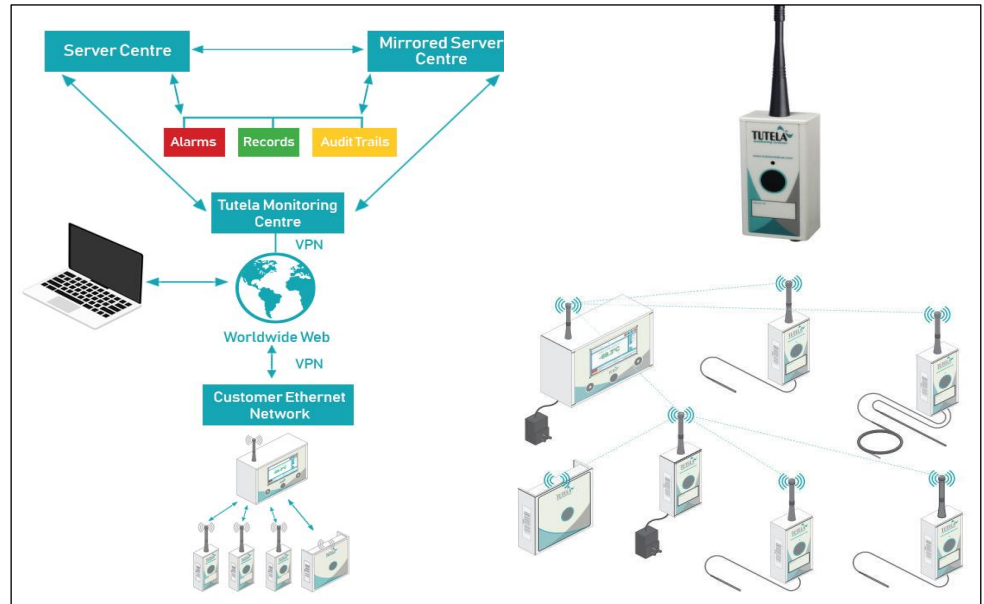 Server Centre
Mirrored Server
Centre
Alarms
Records
Audit Trails
Tutela Monitoring
Centre
VPN
Worldwide Web
VPN
Customer Ethernet
Network
TUTELA